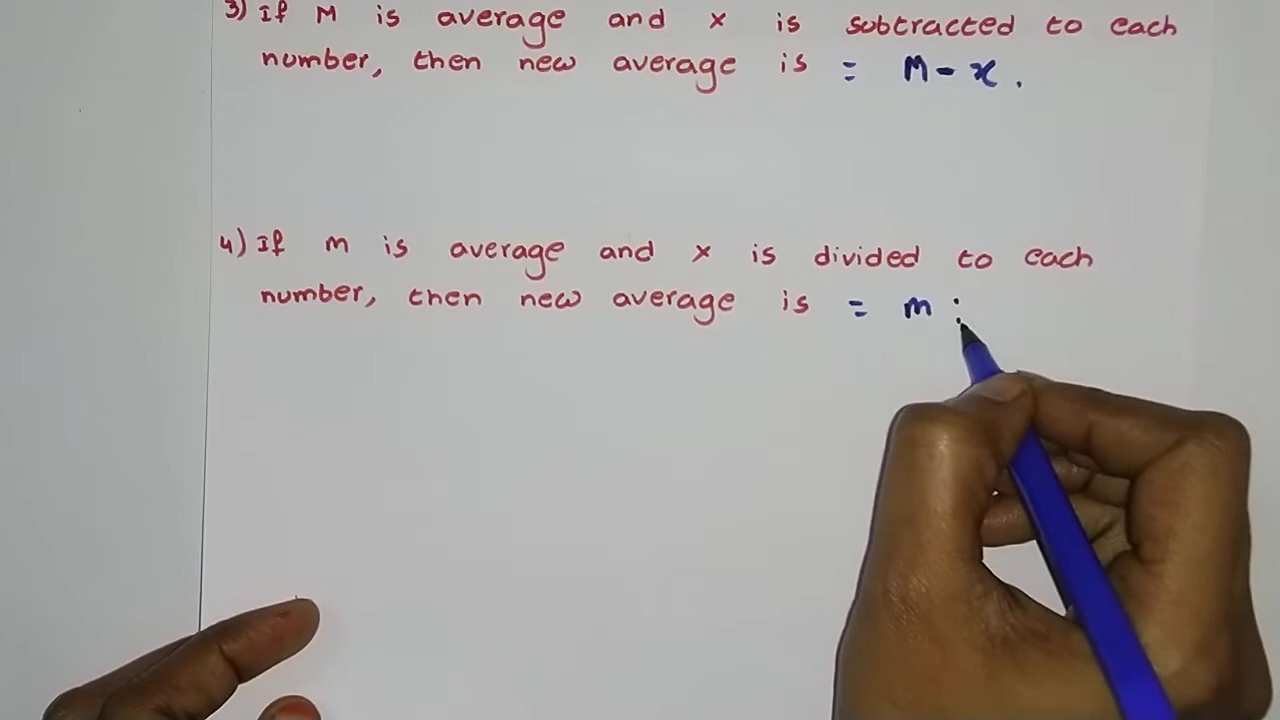 3) If M is average and x is subtracted to each
number, then new average is = M - x.
4) If m is average and x is divided to each
number, then new average is = m :